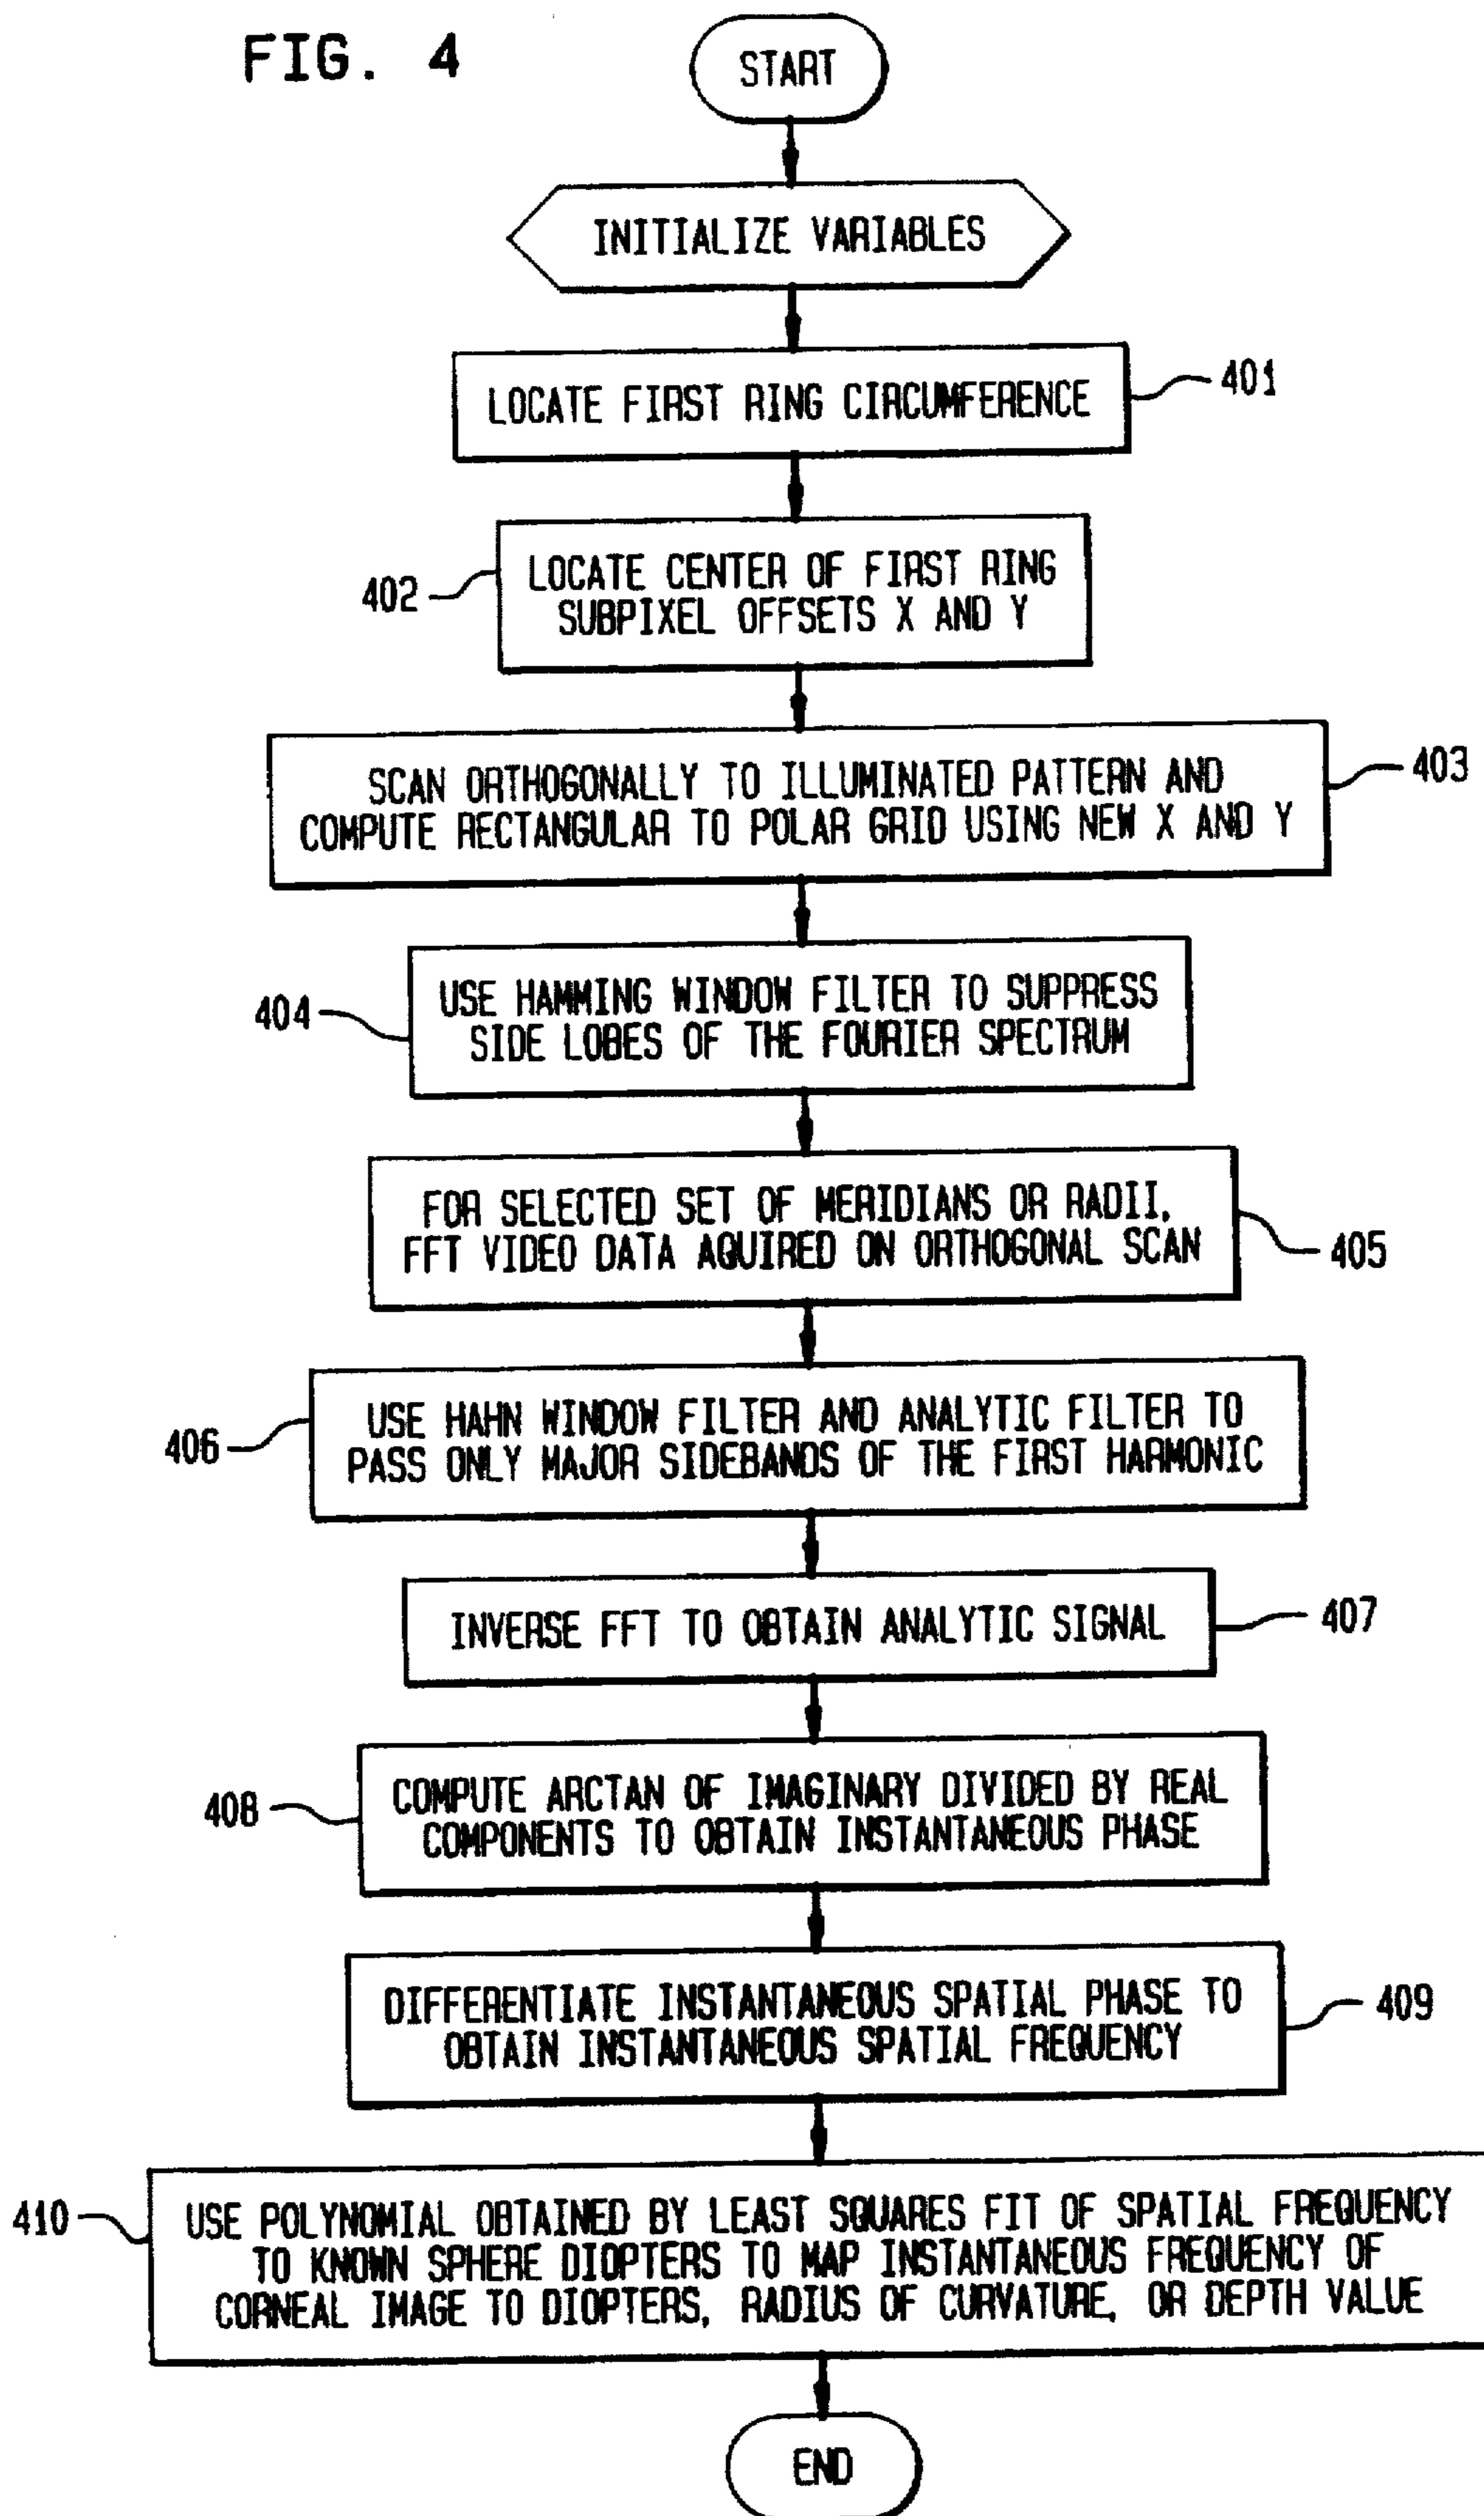 FIG. 4
START
INITIALIZE VARIABLES
LOCATE FIRST RING CIRCUMFERENCE
401
LOCATE CENTER OF FIRST RING
SUBPIXEL OFFSETS X AND Y
402
SCAN ORTHOGONALLY TO ILLUMINATED PATTERN AND
COMPUTE RECTANGULAR TO POLAR GRID USING NEW X AND Y
403
USE HAMMING WINDOW FILTER TO SUPPRESS
SIDE LOBES OF THE FOURIER SPECTRUM
404
FOR SELECTED SET OF MERIDIANS OR RADII,
FFT VIDEO DATA AQUIRED ON ORTHOGONAL SCAN
405
USE HAHN WINDOW FILTER AND ANALYTIC FILTER TO
PASS ONLY MAJOR SIDEBANDS OF THE FIRST HARMONIC
406
INVERSE FFT TO OBTAIN ANALYTIC SIGNAL
407
COMPUTE ARCTAN OF IMAGINARY DIVIDED BY REAL
COMPONENTS TO OBTAIN INSTANTANEOUS PHASE
408
DIFFERENTIATE INSTANTANEOUS SPATIAL PHASE TO
OBTAIN INSTANTANEOUS SPATIAL FREQUENCY
409
USE POLYNOMIAL OBTAINED BY LEAST SQUARES FIT OF SPATIAL FREQUENCY
TO KNOWN SPHERE DIOPTERS TO MAP INSTANTANEOUS FREQUENCY OF
CORNEAL IMAGE TO DIOPTERS, RADIUS OF CURVATURE, OR DEPTH VALUE
410
END